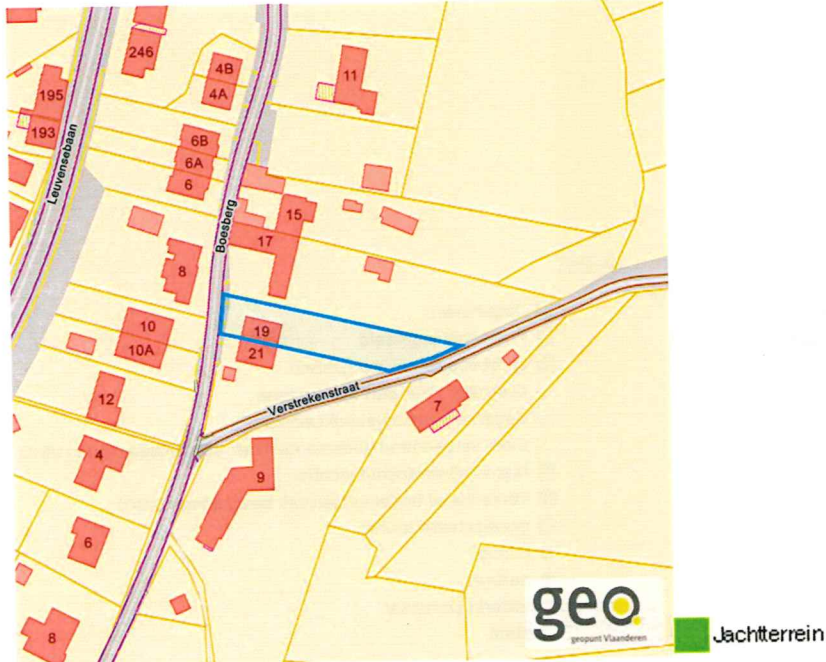 246
4B
4A
11
195
193
Leuvensebaan
6B
6A
6
Boesberg
15
17
8
10
10A
19
21
12
Verstrekenstraat
7
4
9
6
8
geo.
geopunt Vlaanderen
Jachtterrein